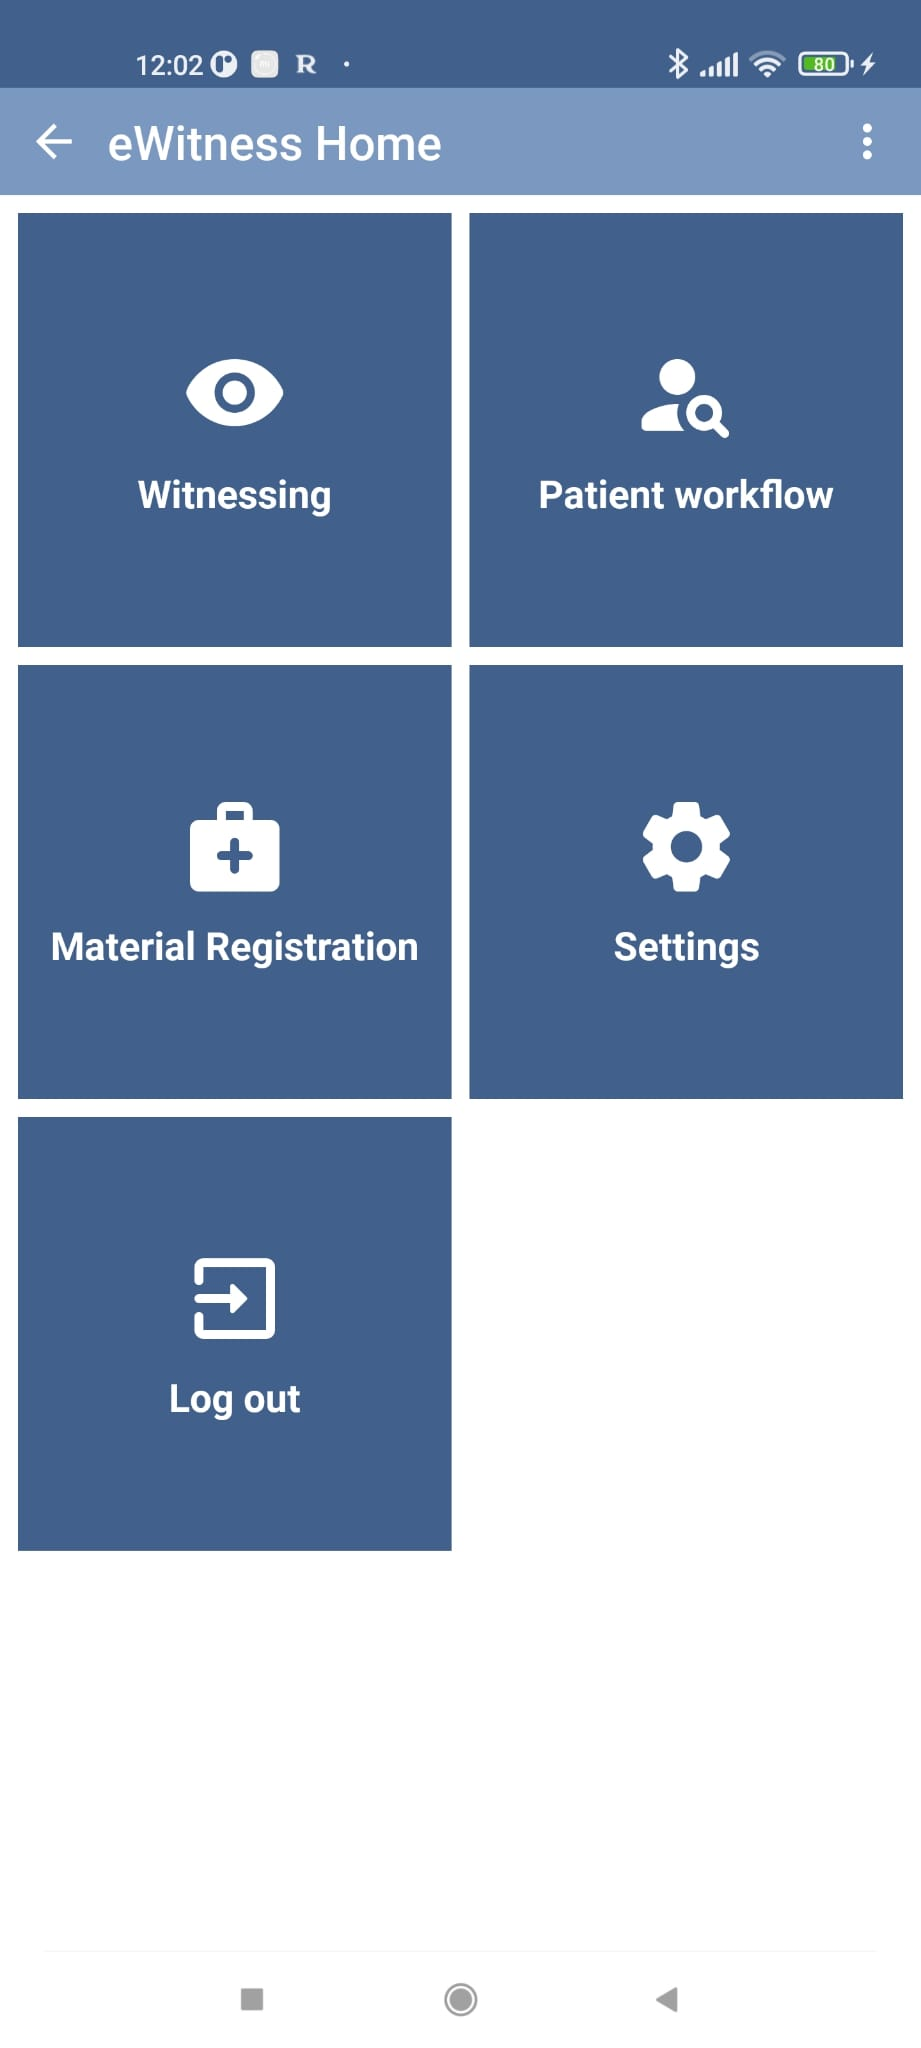 12:02 R
80
eWitness Home
Witnessing
Patient workflow
Material Registration
Settings
Log out